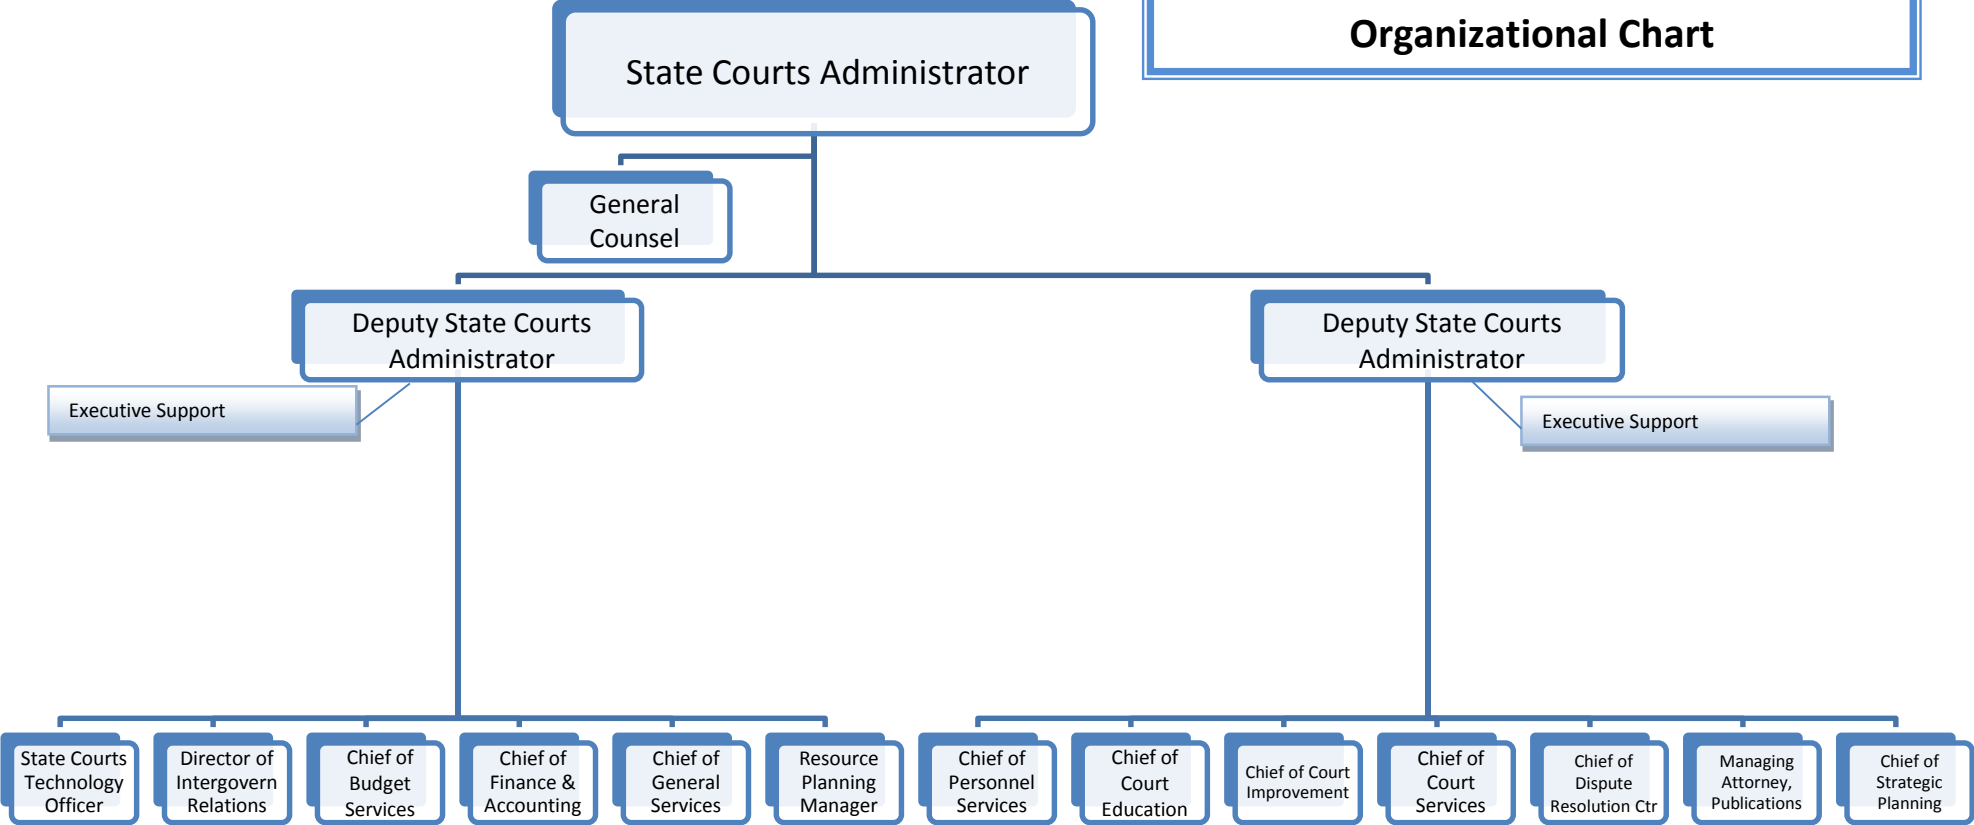 Organizational Chart
State Courts Administrator
General
Counsel
Deputy State Courts
Administrator
Deputy State Courts
Administrator
Executive Support
Executive Support
State Courts
Technology
Officer
Director of
Intergovern
Relations
Chief of
Budget
Services
Chief of
Finance &
Accounting
Chief of
General
Services
Resource
Planning
Manager
Chief of
Personnel
Services
Chief of
Court
Education
Chief of Court
Improvement
Chief of
Court
Services
Chief of
Dispute
Resolution Ctr
Managing
Attorney,
Publications
Chief of
Strategic
Planning